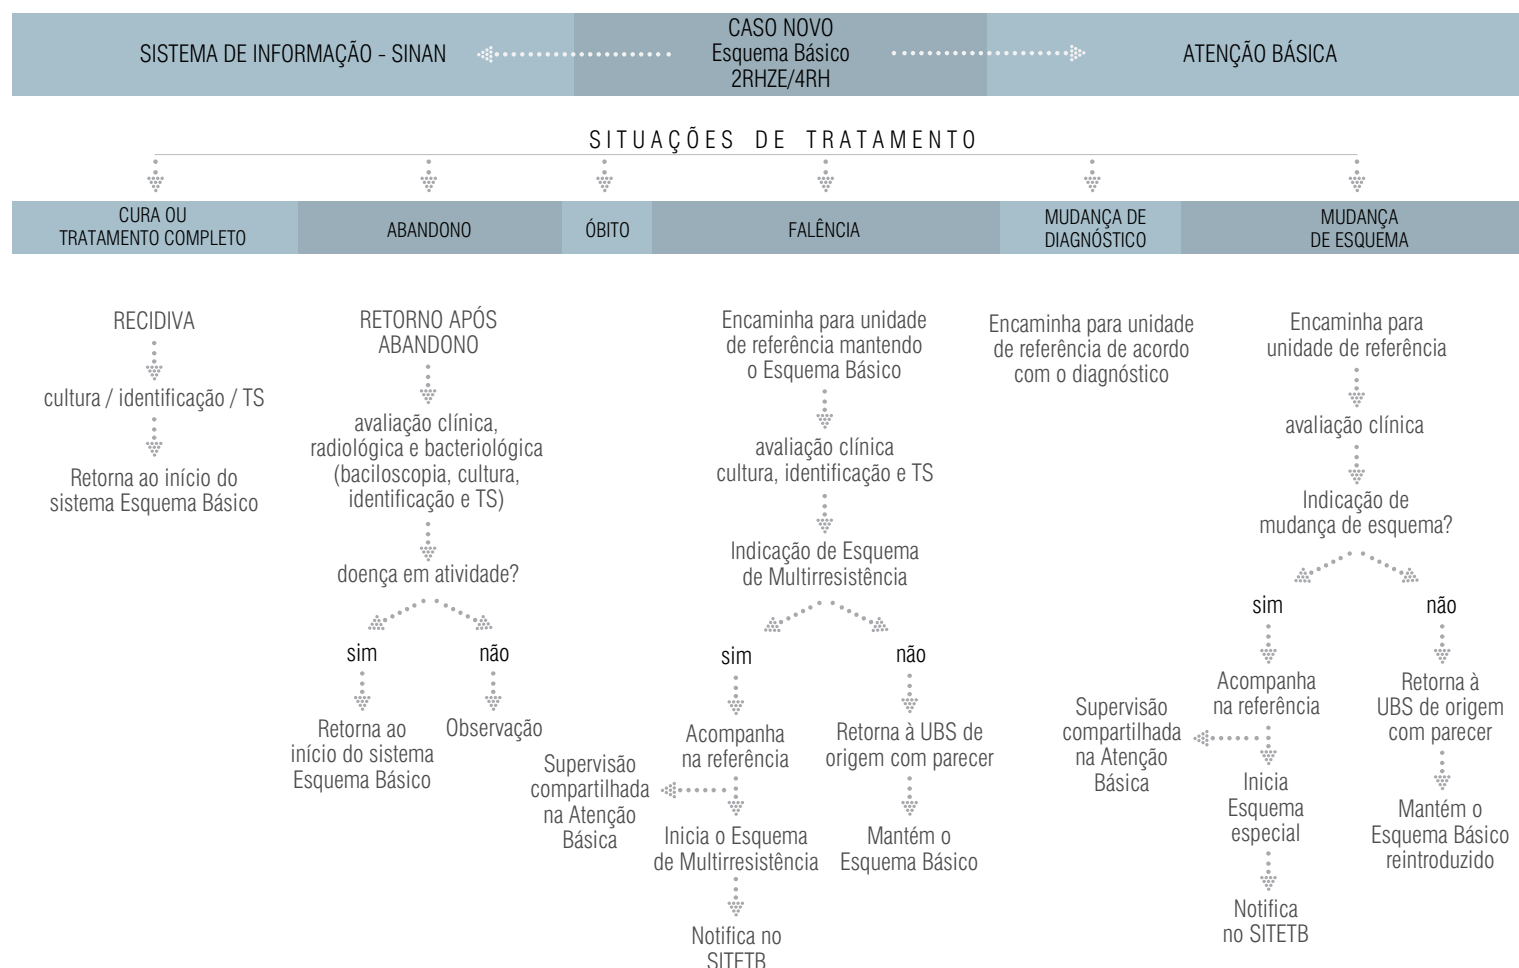 SISTEMA DE INFORMAÇÃO - SINAN
CASO NOVO
Esquema Básico
2RHZE/4RH
ATENÇÃO BÁSICA
SITUAÇÕES DE TRATAMENTO
CURA OU
TRATAMENTO COMPLETO
ABANDONO
ÓBITO
FALÊNCIA
MUDANÇA DE
DIAGNÓSTICO
MUDANÇA
DE ESQUEMA
RECIDIVA
cultura / identificação / TS
Retorna ao início do
sistema Esquema Básico
RETORNO APÓS
ABANDONO
avaliação clínica,
radiológica e bacteriológica
(baciloscopia, cultura,
identificação e TS)
doença em atividade?
sim
Retorna ao
início do sistema
Esquema Básico
não
Observação
Encaminha para unidade
de referência mantendo
o Esquema Básico
avaliação clínica
cultura, identificação e TS
Indicação de Esquema
de Multirresistência
sim
Acompanha
na referência
Supervisão
compartilhada
na Atenção
Básica
Inicia o Esquema
de Multirresistência
Notifica no
SITETB
não
Retorna à UBS de
origem com parecer
Mantém o
Esquema Básico
Encaminha para unidade
de referência de acordo
com o diagnóstico
Encaminha para
unidade de referência
avaliação clínica
Indicação de
mudança de esquema?
sim
Acompanha
na referência
Supervisão
compartilhada
na Atenção
Básica
Inicia
Esquema
especial
Notifica
no SITETB
não
Retorna à
UBS de origem
com parecer
Mantém o
Esquema Básico
reintroduzido